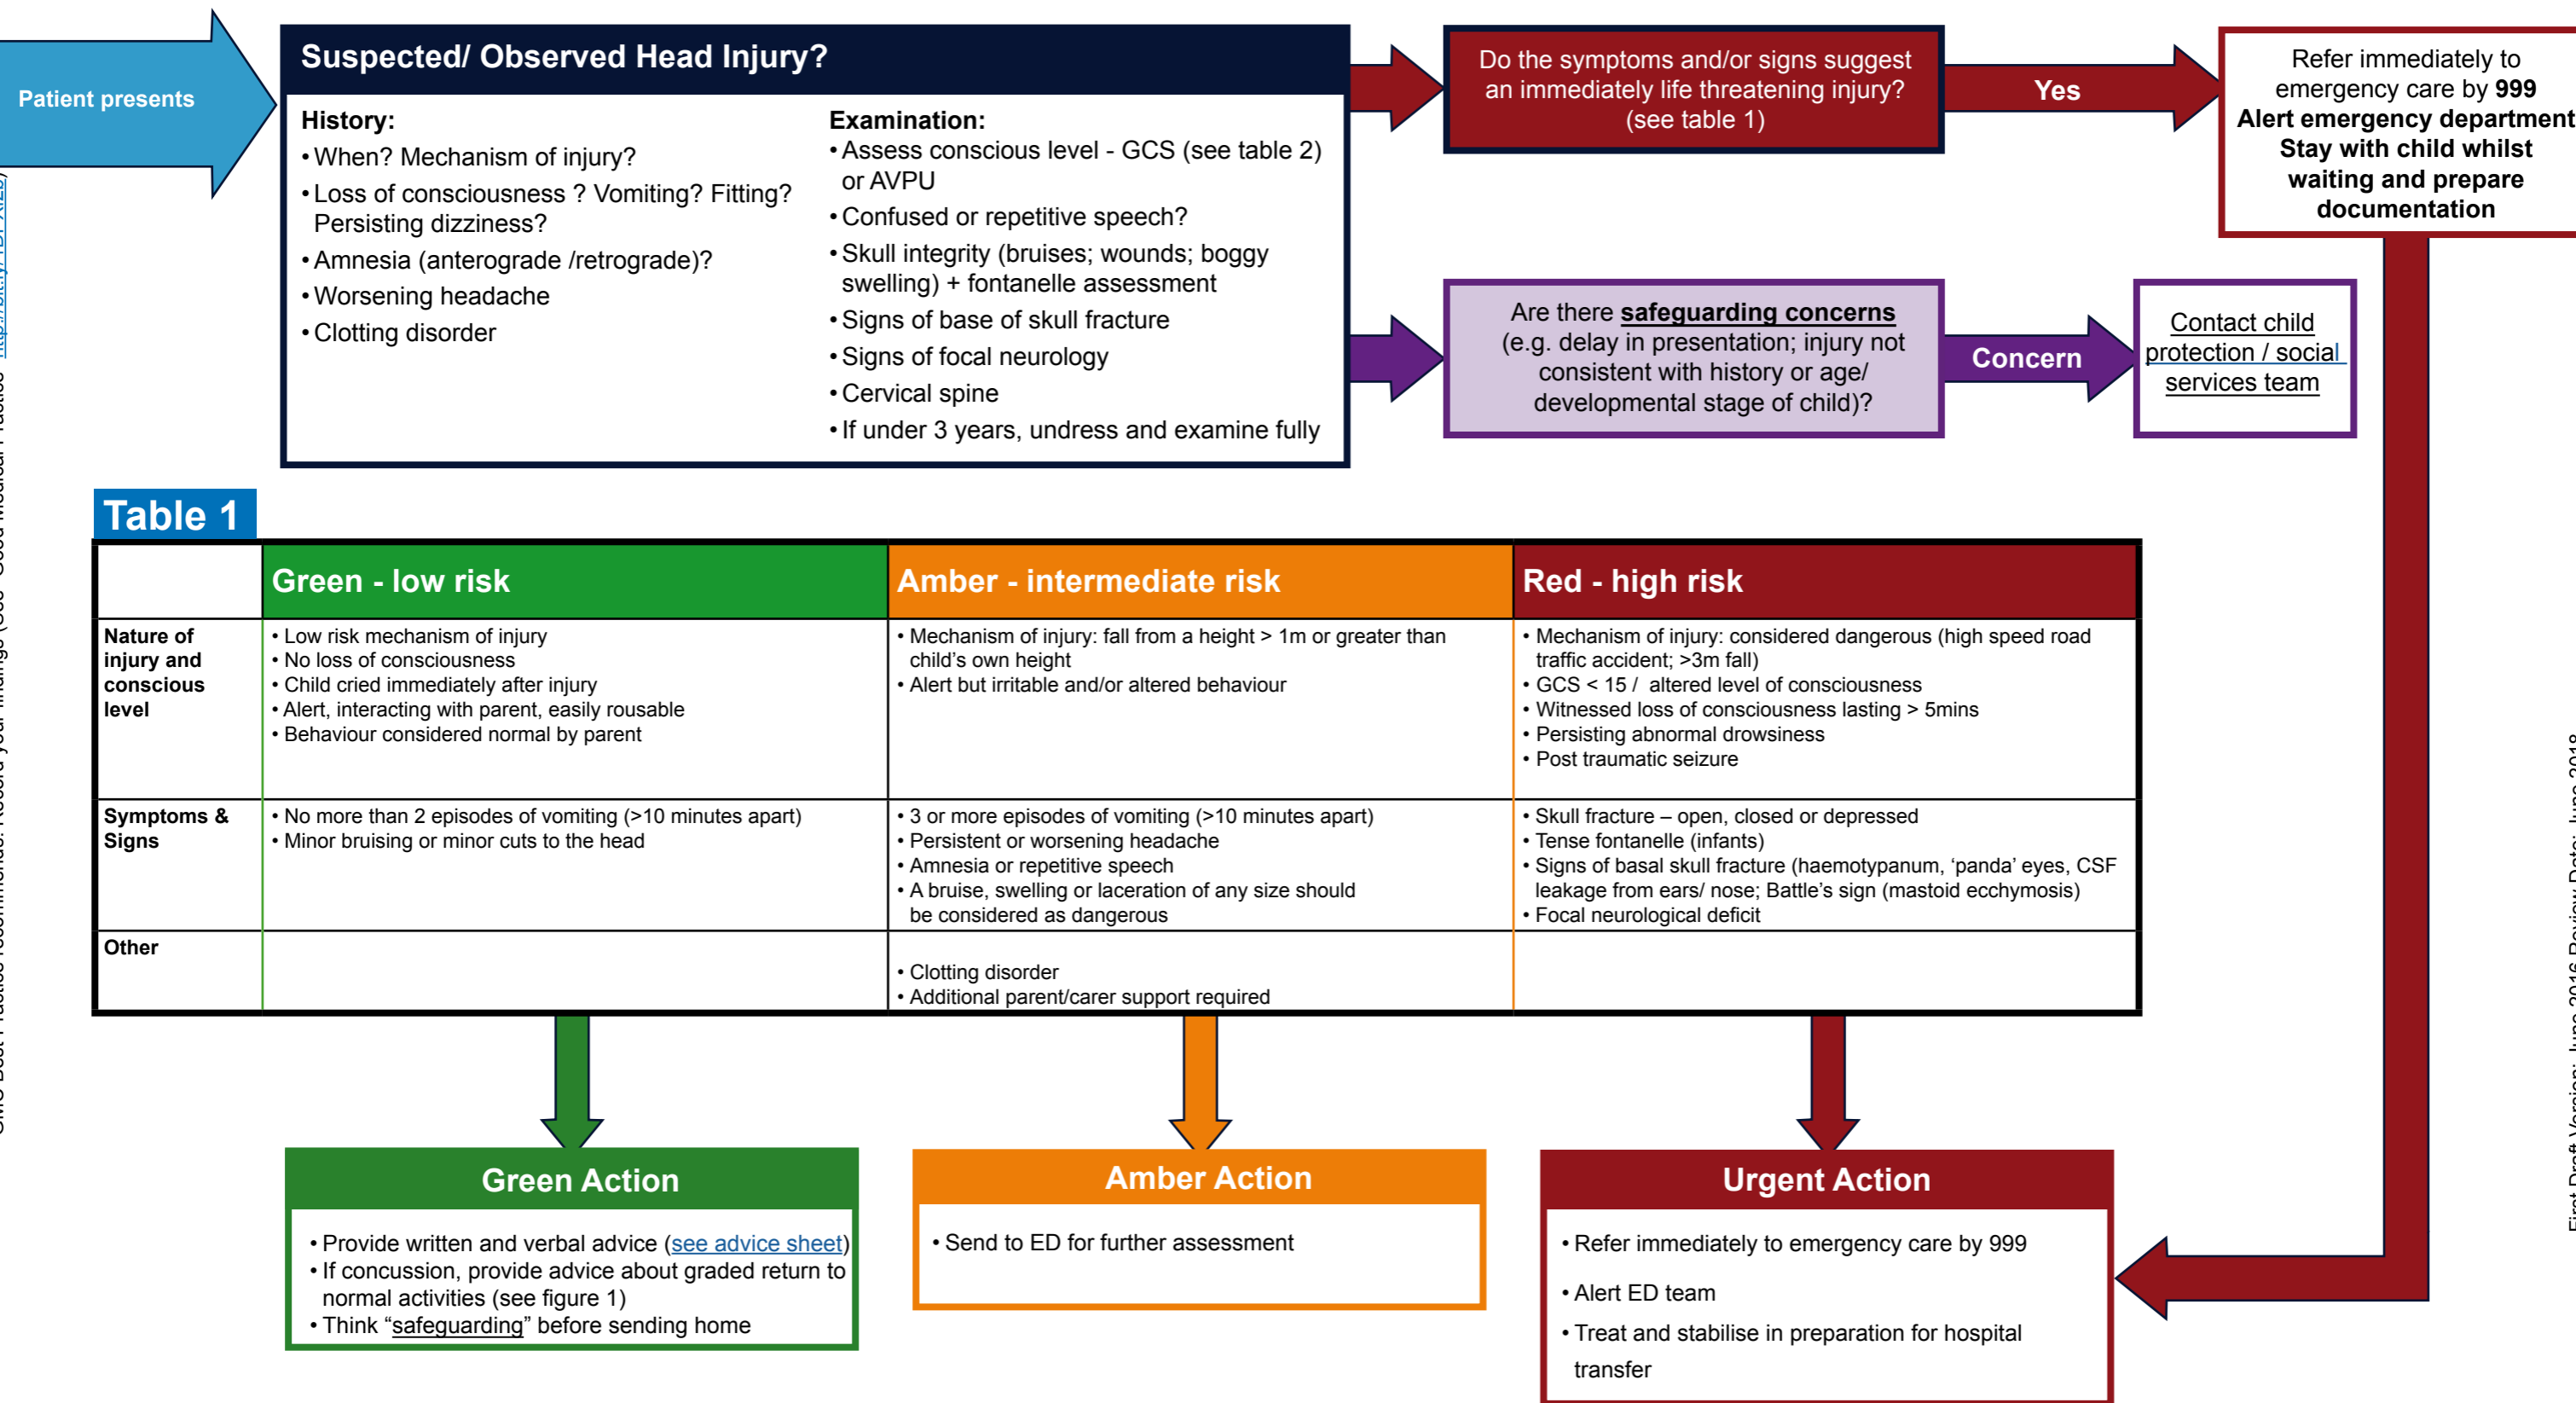 Patient presents
Suspected/ Observed Head Injury?
History:
• When? Mechanism of injury?
• Loss of consciousness ? Vomiting? Fitting?
Persisting dizziness?
• Amnesia (anterograde /retrograde)?
• Worsening headache
• Clotting disorder
Examination:
• Assess conscious level - GCS (see table 2)
or AVPU
• Confused or repetitive speech?
• Skull integrity (bruises; wounds; boggy
swelling) + fontanelle assessment
• Signs of base of skull fracture
• Signs of focal neurology
• Cervical spine
• If under 3 years, undress and examine fully
Do the symptoms and/or signs suggest
an immediately life threatening injury?
(see table 1)
Yes
Refer immediately to
emergency care by 999
Alert emergency department
Stay with child whilst
waiting and prepare
documentation
Are there safeguarding concerns
(e.g. delay in presentation; injury not
consistent with history or age/
developmental stage of child)?
Concern
Contact child
protection / social
services team
Table 1
Green - low risk
Amber - intermediate risk
Red - high risk
Nature of
injury and
conscious
level
• Low risk mechanism of injury
• No loss of consciousness
• Child cried immediately after injury
• Alert, interacting with parent, easily rousable
• Behaviour considered normal by parent
• Mechanism of injury: fall from a height > 1m or greater than
child’s own height
• Alert but irritable and/or altered behaviour
• Mechanism of injury: considered dangerous (high speed road
traffic accident; >3m fall)
• GCS < 15 / altered level of consciousness
• Witnessed loss of consciousness lasting > 5mins
• Persisting abnormal drowsiness
• Post traumatic seizure
Symptoms &
Signs
• No more than 2 episodes of vomiting (>10 minutes apart)
• Minor bruising or minor cuts to the head
• 3 or more episodes of vomiting (>10 minutes apart)
• Persistent or worsening headache
• Amnesia or repetitive speech
• A bruise, swelling or laceration of any size should
be considered as dangerous
• Skull fracture – open, closed or depressed
• Tense fontanelle (infants)
• Signs of basal skull fracture (haemotypanum, ‘panda’ eyes, CSF
leakage from ears/ nose; Battle’s sign (mastoid ecchymosis)
• Focal neurological deficit
Other
• Clotting disorder
• Additional parent/carer support required
Green Action
• Provide written and verbal advice (see advice sheet)
• If concussion, provide advice about graded return to
normal activities (see figure 1)
• Think “safeguarding” before sending home
Amber Action
• Send to ED for further assessment
Urgent Action
• Refer immediately to emergency care by 999
• Alert ED team
• Treat and stabilise in preparation for hospital
transfer
First Draft Version: June 2016 Review Date: June 2018